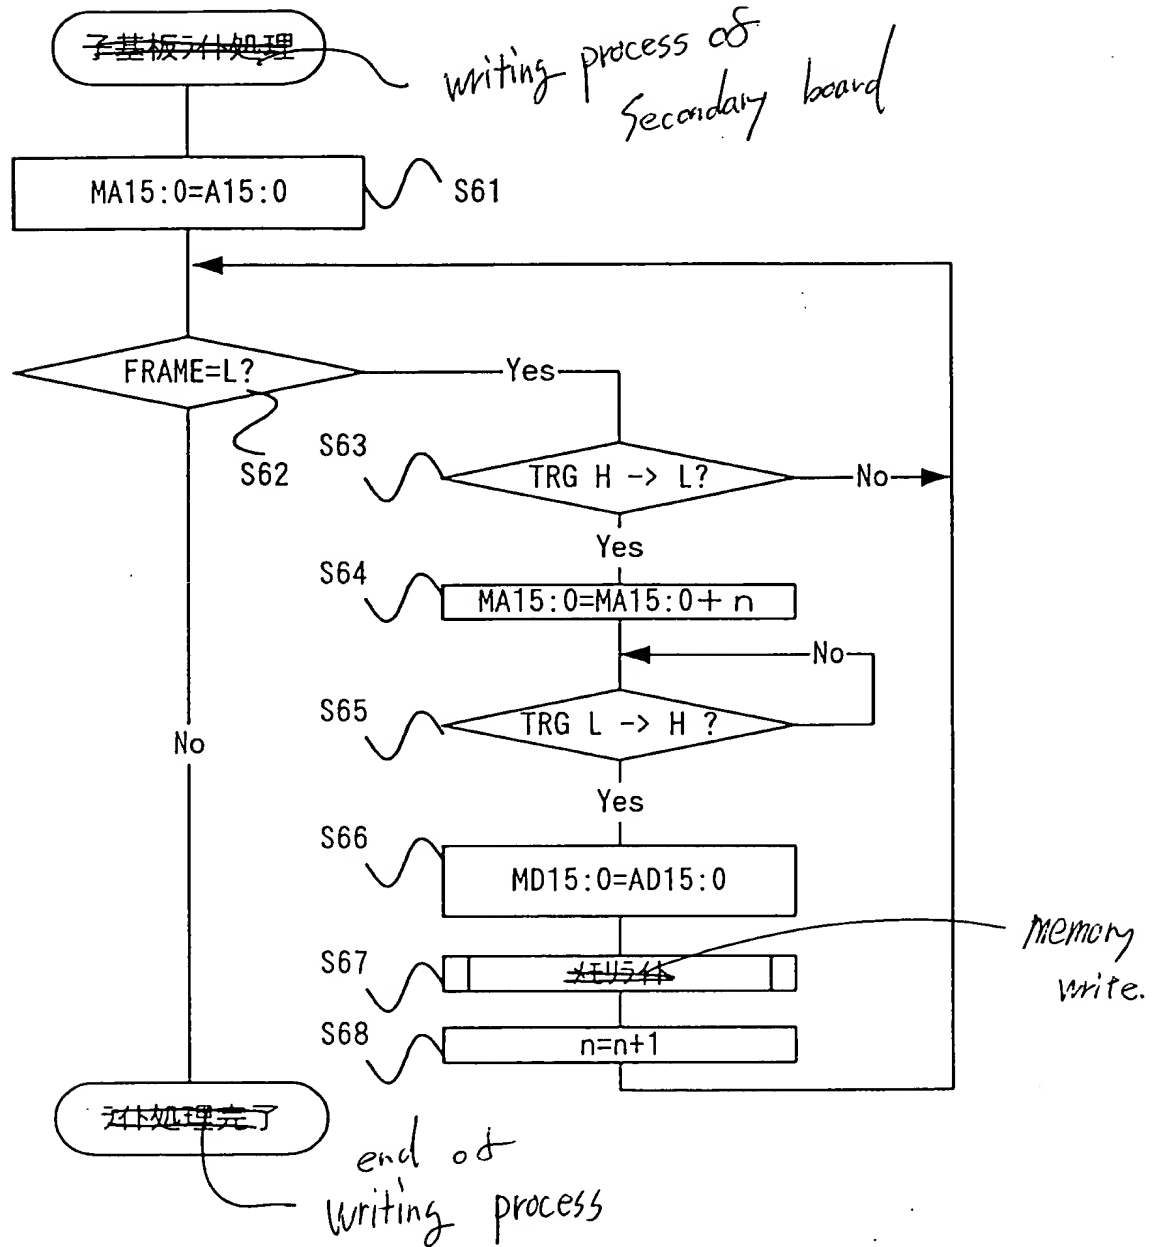 子基板ライト処理
writing process of
Secondary board
MA15:0=A15:0
S61
FRAME=L?
Yes
S62
S63
TRG H -> L?
No
Yes
S64
MA15:0=MA15:0+ n
No
S65
TRG L -> H ?
No
Yes
S66
MD15:0=AD15:0
S67
メモリライト
memory
write.
S68
n=n+1
ライト処理完了
end of
writing process